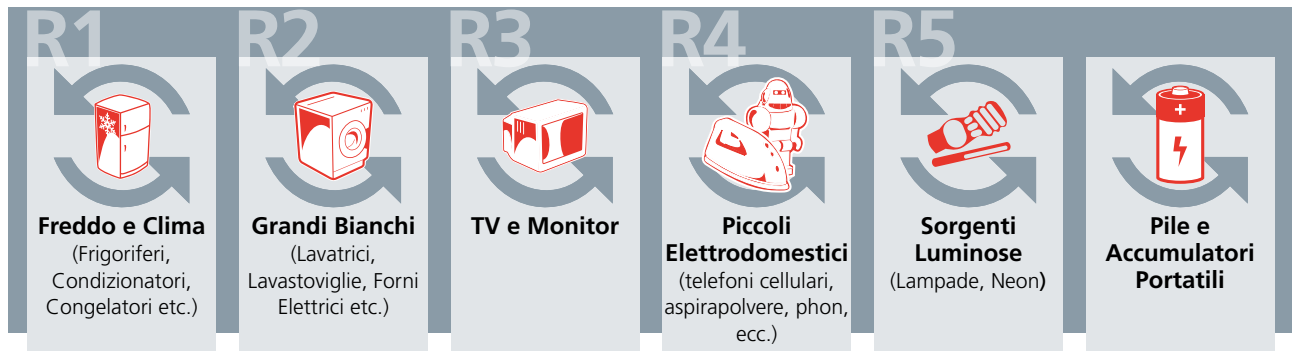 R1
Freddo e Clima
(Frigoriferi,
Condizionatori,
Congelatori etc.)
R2
Grandi Bianchi
(Lavatrici,
Lavastoviglie, Forni
Elettrici etc.)
R3
TV e Monitor
R4
Piccoli
Elettrodomestici
(telefoni cellulari,
aspirapolvere, phon,
ecc.)
R5
Sorgenti
Luminose
(Lampade, Neon)
+
Pile e
Accumulatori
Portatili